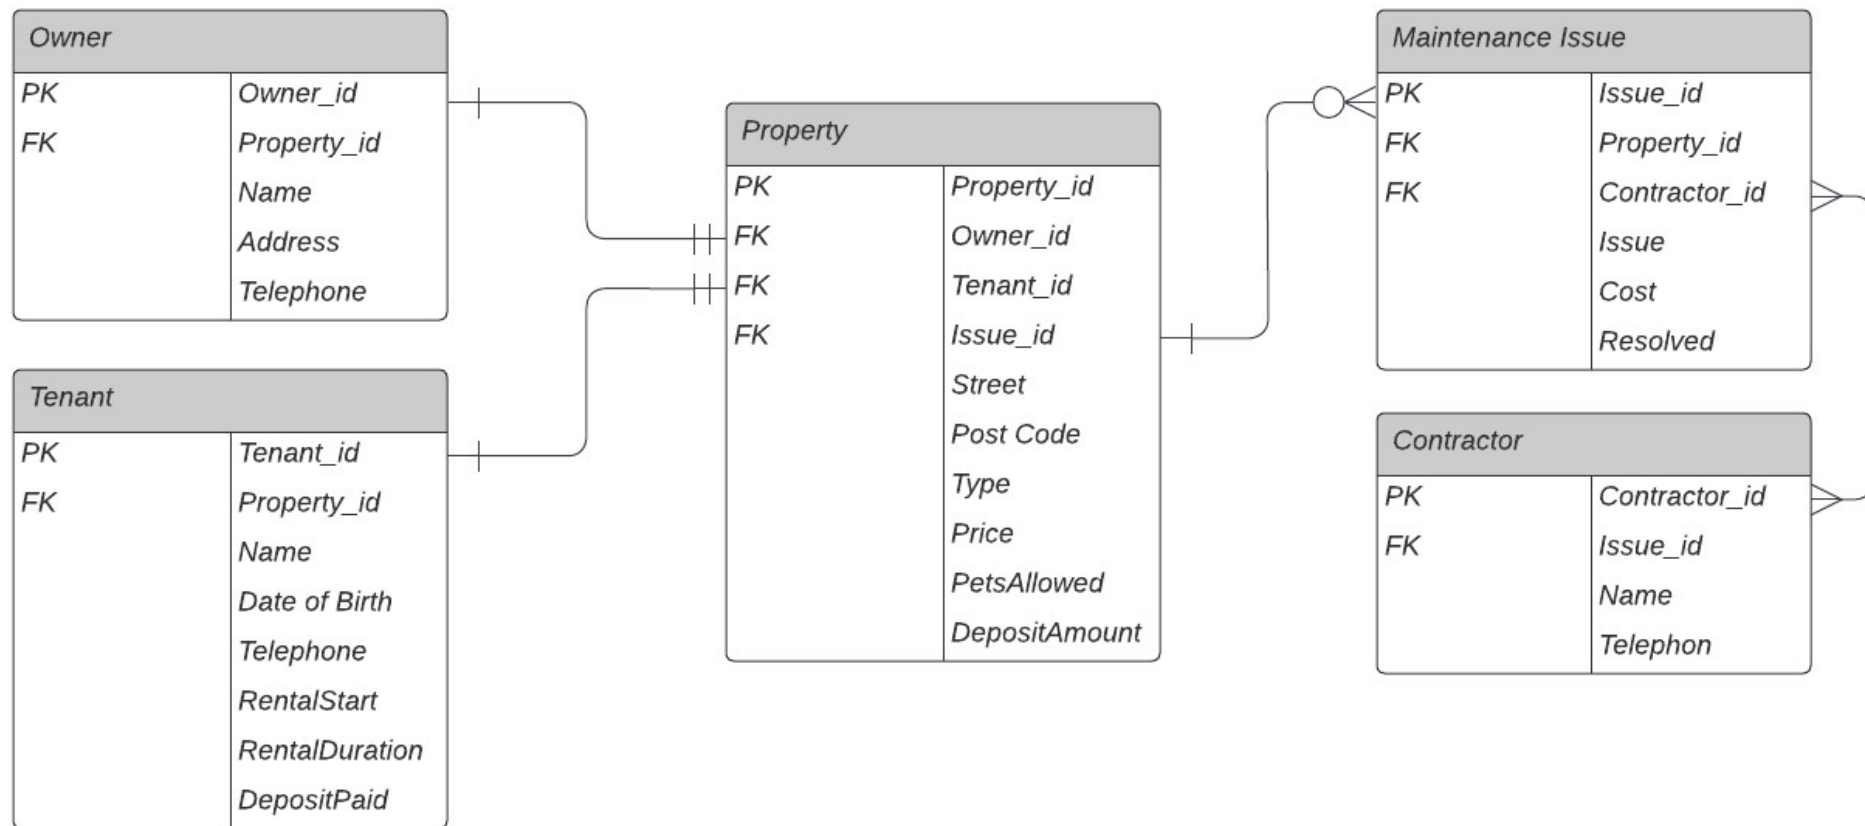 Owner
PK Owner_id
FK Property_id
Name
Address
Telephone
Tenant
PK Tenant_id
FK Property_id
Name
Date of Birth
Telephone
RentalStart
RentalDuration
DepositPaid
Property
PK Property_id
FK Owner_id
FK Tenant_id
FK Issue_id
Street
Post Code
Type
Price
PetsAllowed
DepositAmount
Maintenance Issue
PK Issue_id
FK Property_id
FK Contractor_id
Issue
Cost
Resolved
Contractor
PK Contractor_id
FK Issue_id
Name
Telephon